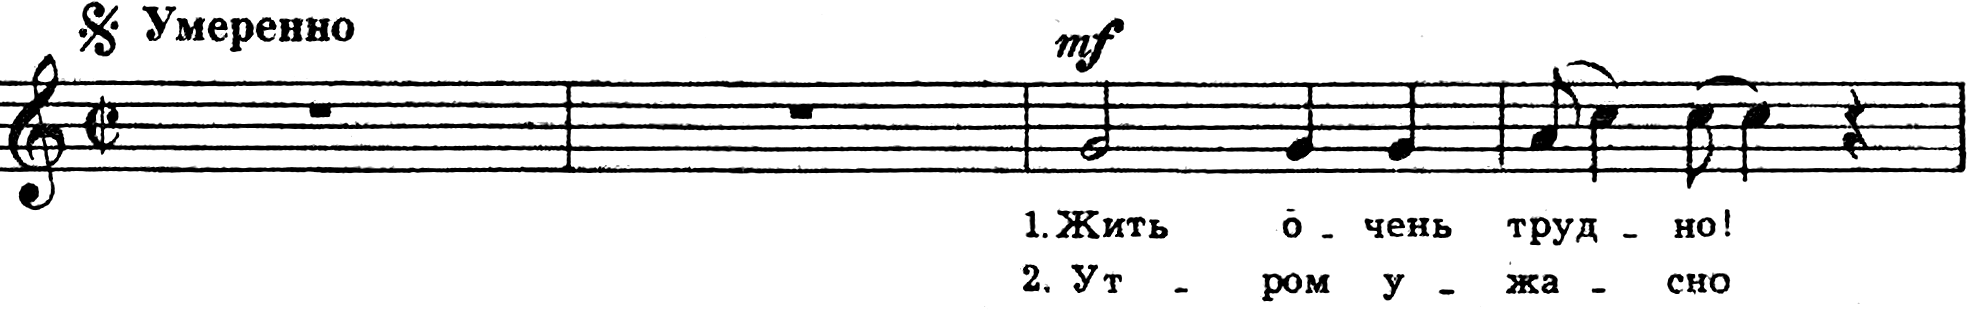 Умеренно
mf
1. Жить о - чень труд - но!
2. Ут - ром у - жа - сно